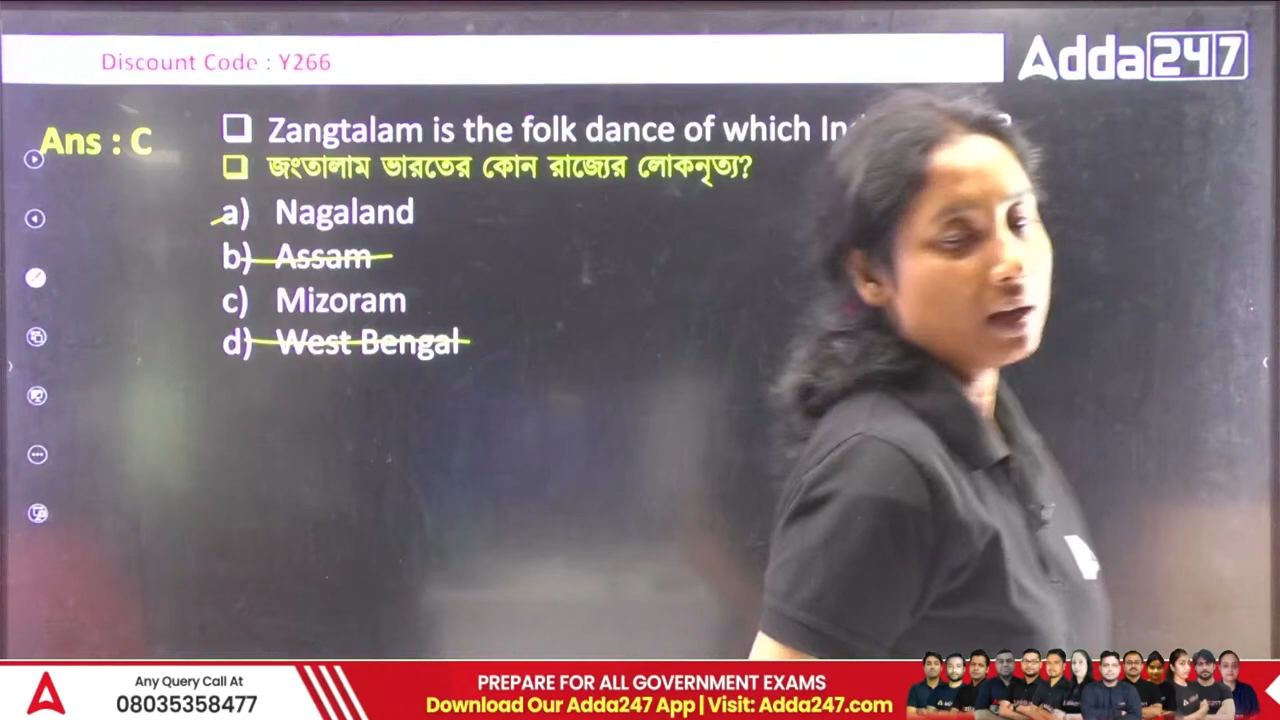 Discount Code : Y266
Adda247
Ans : C
Zangtalam is the folk dance of which
?
জংতালাম ভারতের কোন রাজ্যের লোকনৃত্য?
a) Nagaland
b) Assam
c) Mizoram
d) West Bengal
Any Query Call At
08035358477
PREPARE FOR ALL GOVERNMENT EXAMS
Download Our Adda247 App | Visit: Adda247.com